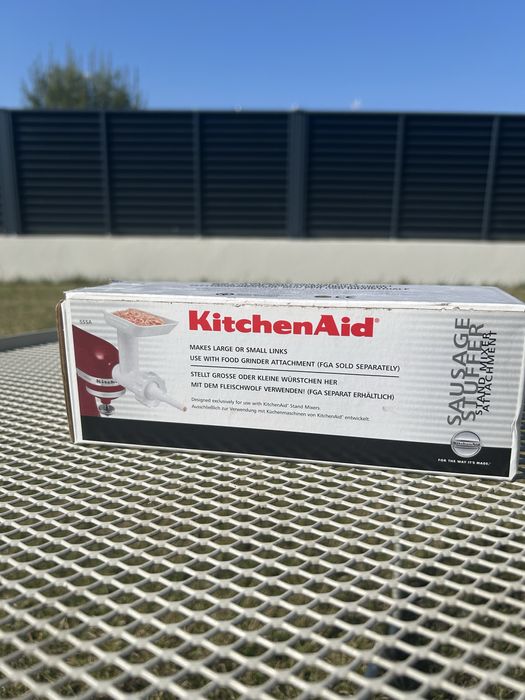 SSSA
KitchenAid®
MAKES LARGE OR SMALL LINKS
USE WITH FOOD GRINDER ATTACHMENT (FGA SOLD SEPARATELY)
STELLT GROSSE ODER KLEINE WÜRSTCHEN HER
MIT DEM FLEISCHWOLF VERWENDEN! (FGA SEPARAT ERHÄLTLICH)
Designed exclusively for use with KitchenAid® Stand Mixers.
Ausschließlich zur Verwendung mit Küchenmaschinen von KitchenAid® entwickelt.
KitchenAid
SAUSAGE
STUFFER
STAND MIXER
ATTACHMENT
KitchenAid
FOR THE WAY IT'S MADE.®